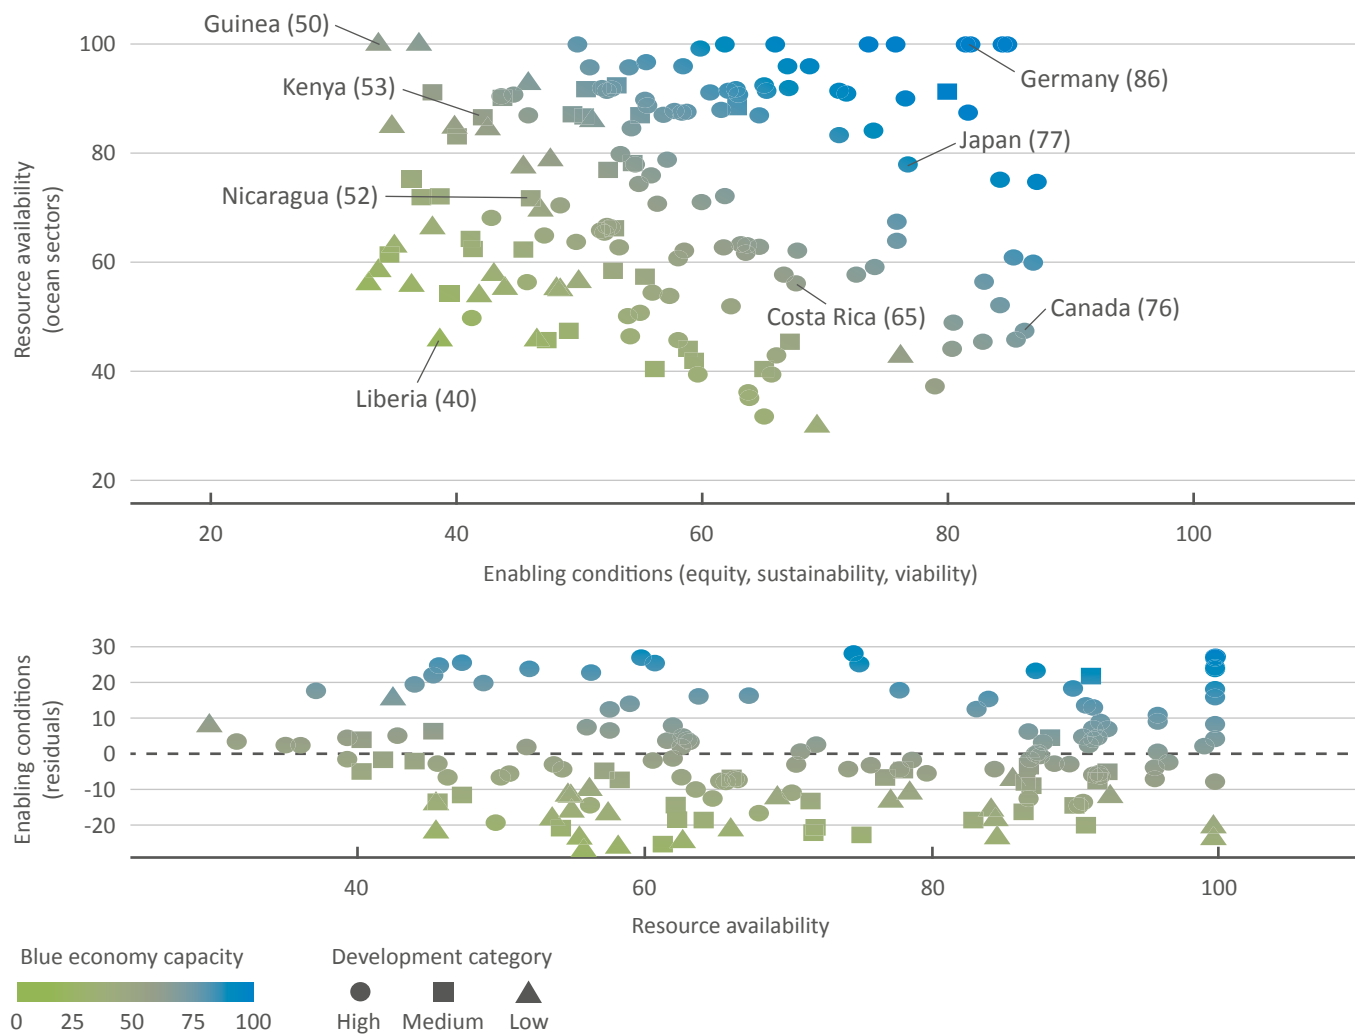 Guinea (50)
100
Germany (86)
Kenya (53)
80
Japan (77)
Nicaragua (52)
Resource availability
(ocean sectors)
60
Costa Rica (65)
Canada (76)
40
Liberia (40)
20
20 40 60 80 100
Enabling conditions (equity, sustainability, viability)
30
20
10
0
-10
-20
Enabling conditions
(residuals)
40 60 80 100
Resource availability
Blue economy capacity
0 25 50 75 100
Development category
High Medium Low